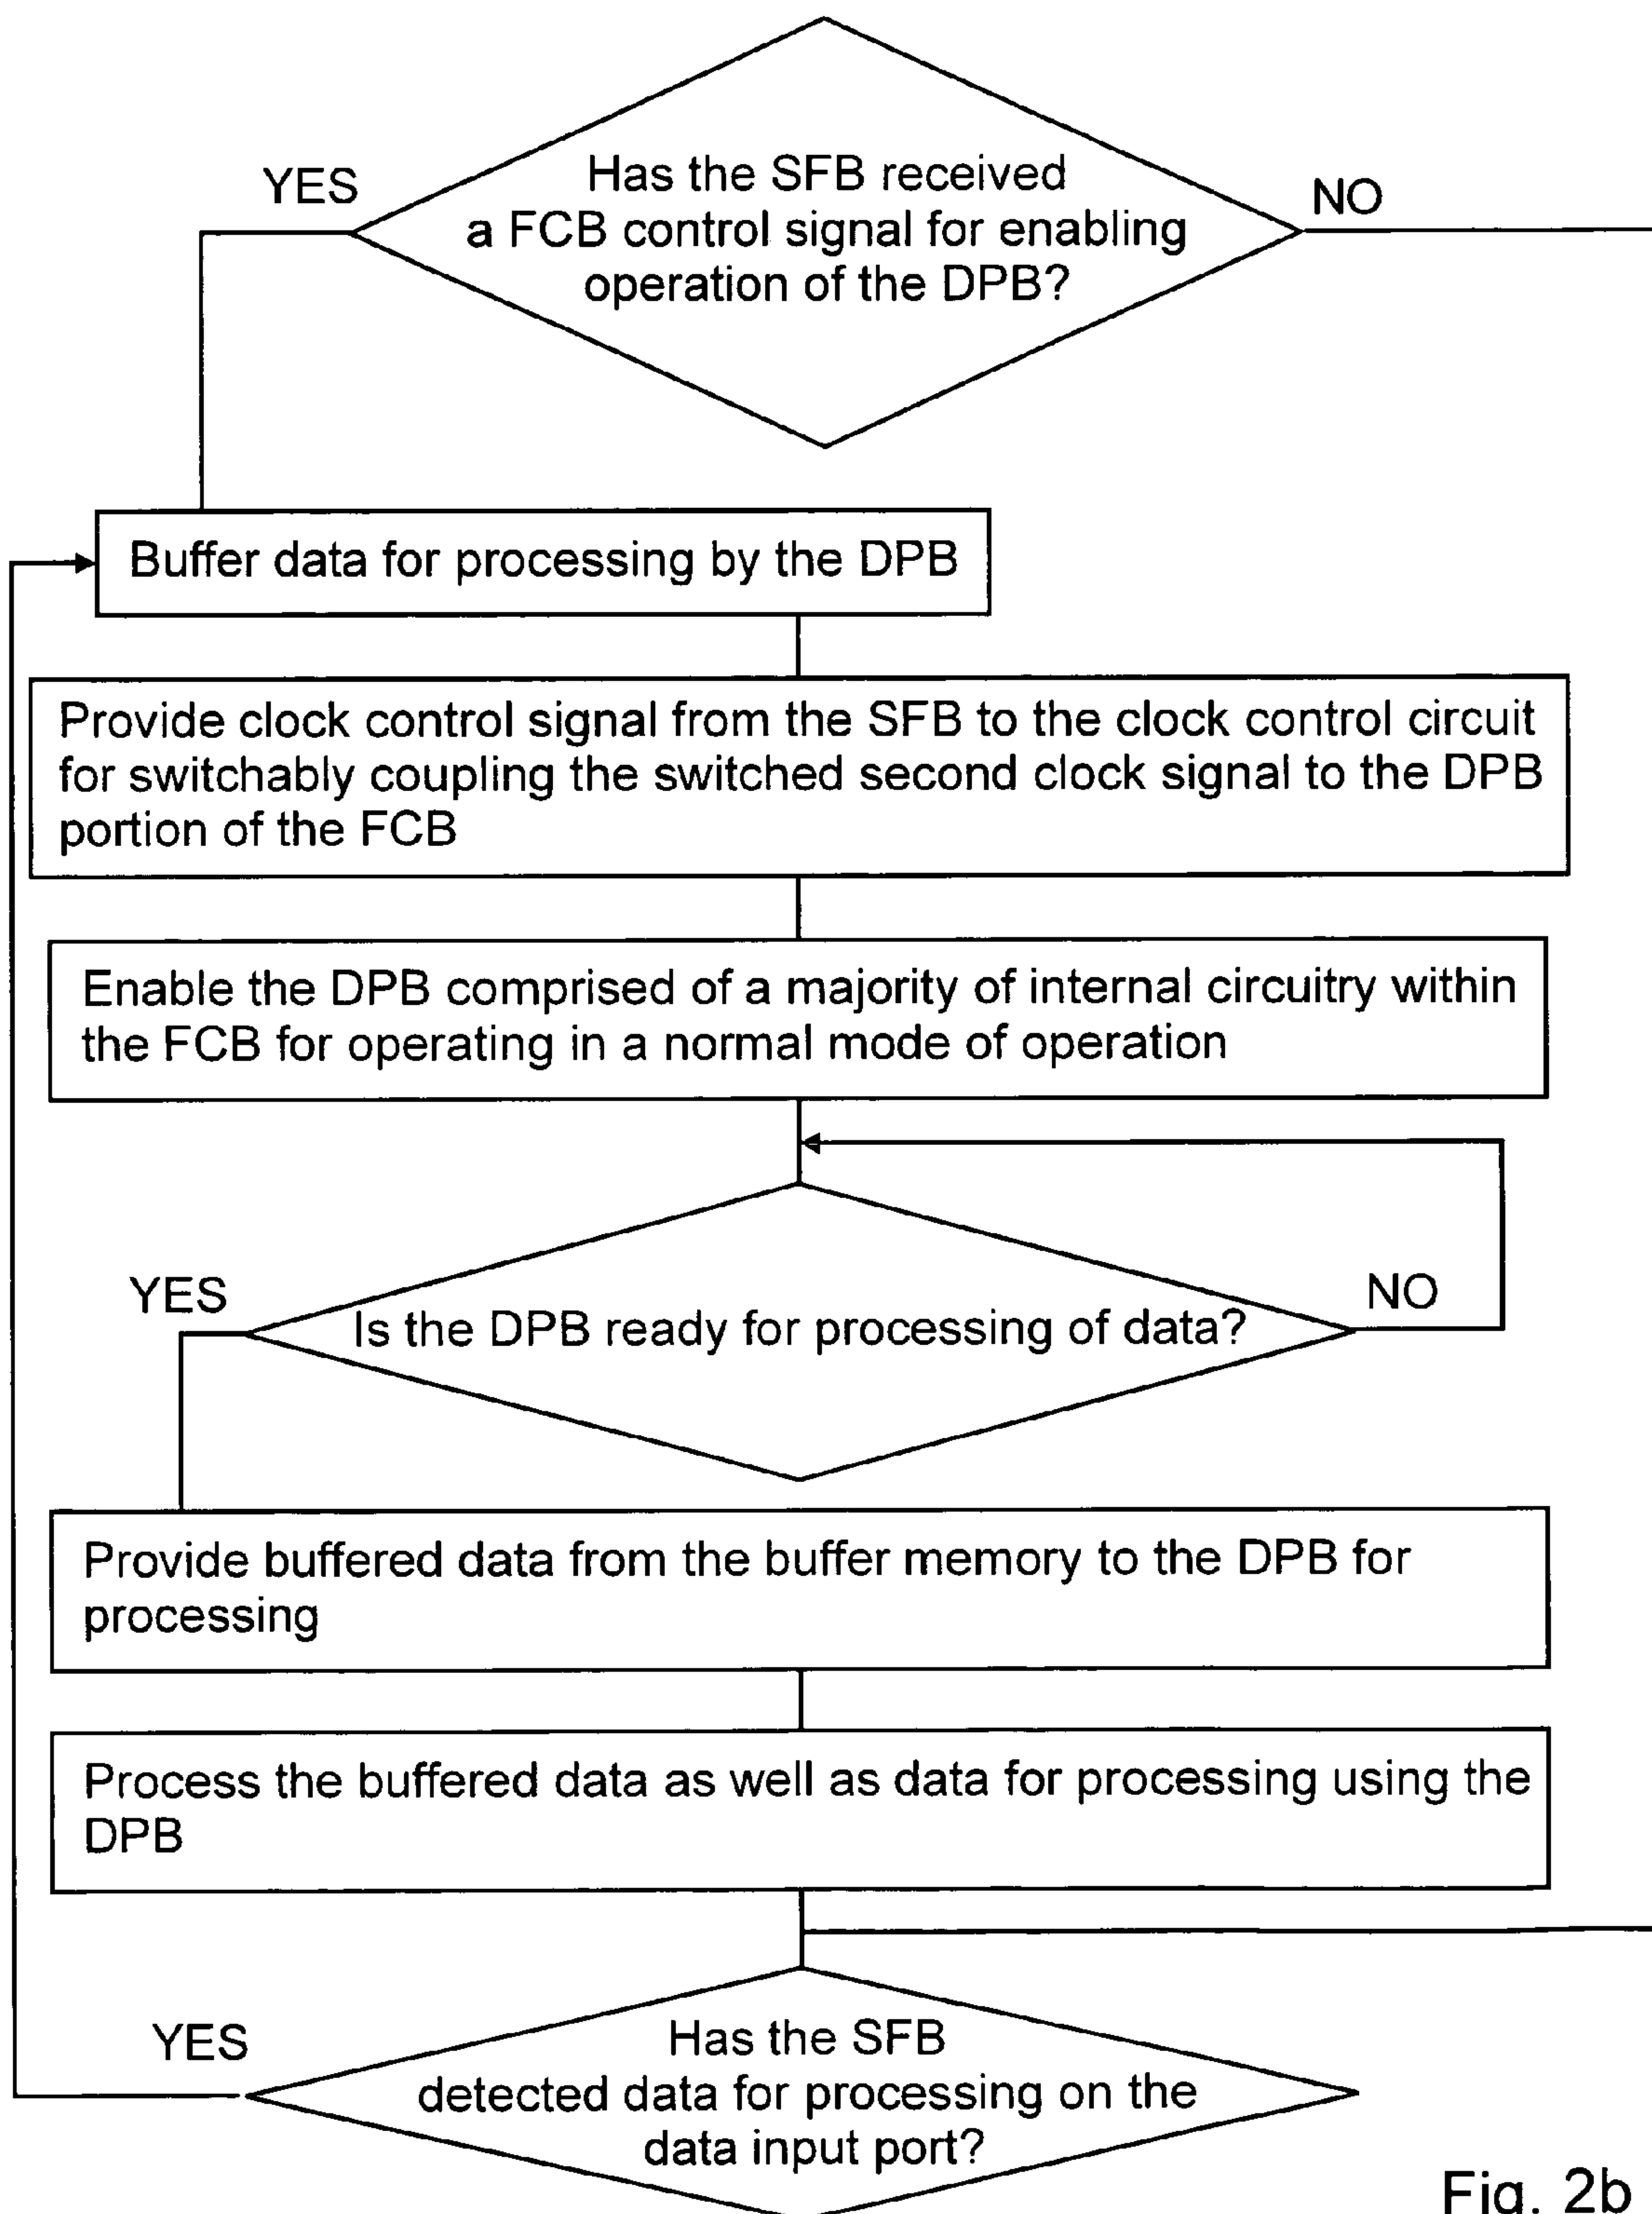 Has the SFB received
a FCB control signal for enabling
operation of the DPB?
YES
NO
Buffer data for processing by the DPB
Provide clock control signal from the SFB to the clock control circuit
for switchably coupling the switched second clock signal to the DPB
portion of the FCB
Enable the DPB comprised of a majority of internal circuitry within
the FCB for operating in a normal mode of operation
YES
Is the DPB ready for processing of data?
NO
Provide buffered data from the buffer memory to the DPB for
processing
Process the buffered data as well as data for processing using the
DPB
YES
Has the SFB
detected data for processing on the
data input port?
Fig. 2b